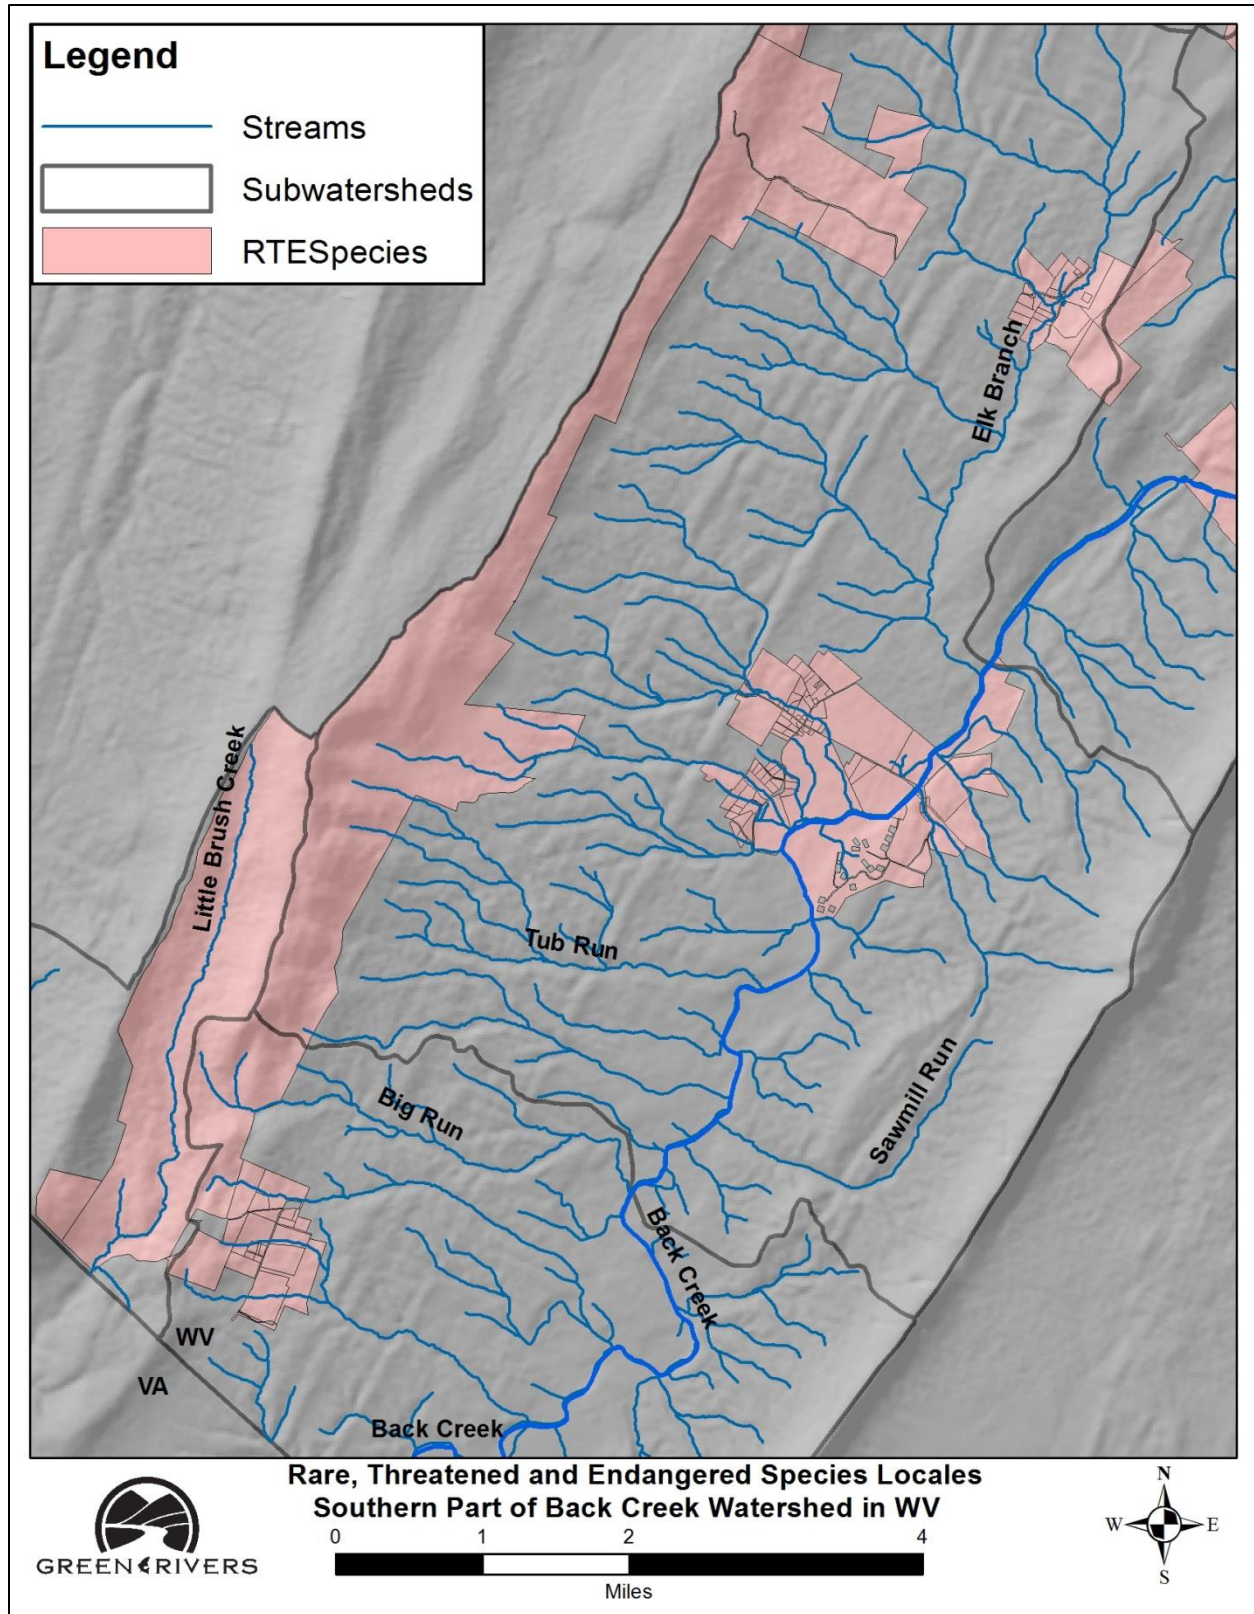 Legend
Streams
Subwatersheds
RTESpecies
Elk Branch
Little Brush Creek
Tub Run
Big Run
Sawmill Run
Back Creek
WV
VA
Back Creek
Rare, Threatened and Endangered Species Locales
Southern Part of Back Creek Watershed in WV
0 1 2 4
Miles
GREEN RIVERS
N
W E
S